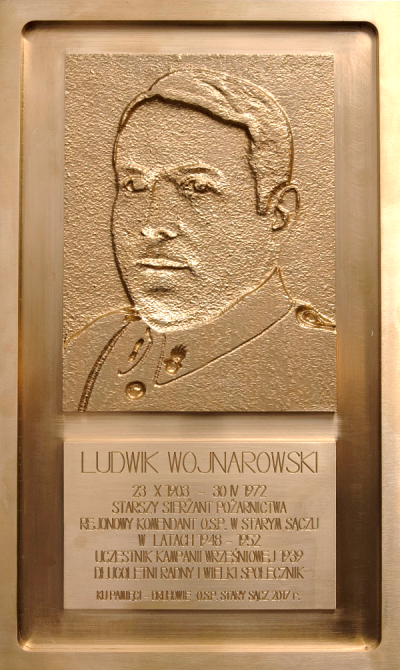 LUDWIK WOJNAROWSKI
23 X 1903 - 30 IV 1972
STARSZY SIERŻANT POŻARNICTWA
REJONOWY KOMENDANT O.S.P. W STARYM SĄCZU
W LATACH 1948 - 1952
UCZESTNIK KAMPANII WRZEŚNIOWEJ 1939
DŁUGOLETNI RADNY I WIELKI SPOŁECZNIK
KU PAMIĘCI - DRUHOWIE O.S.P. STARY SĄCZ 2017 r.